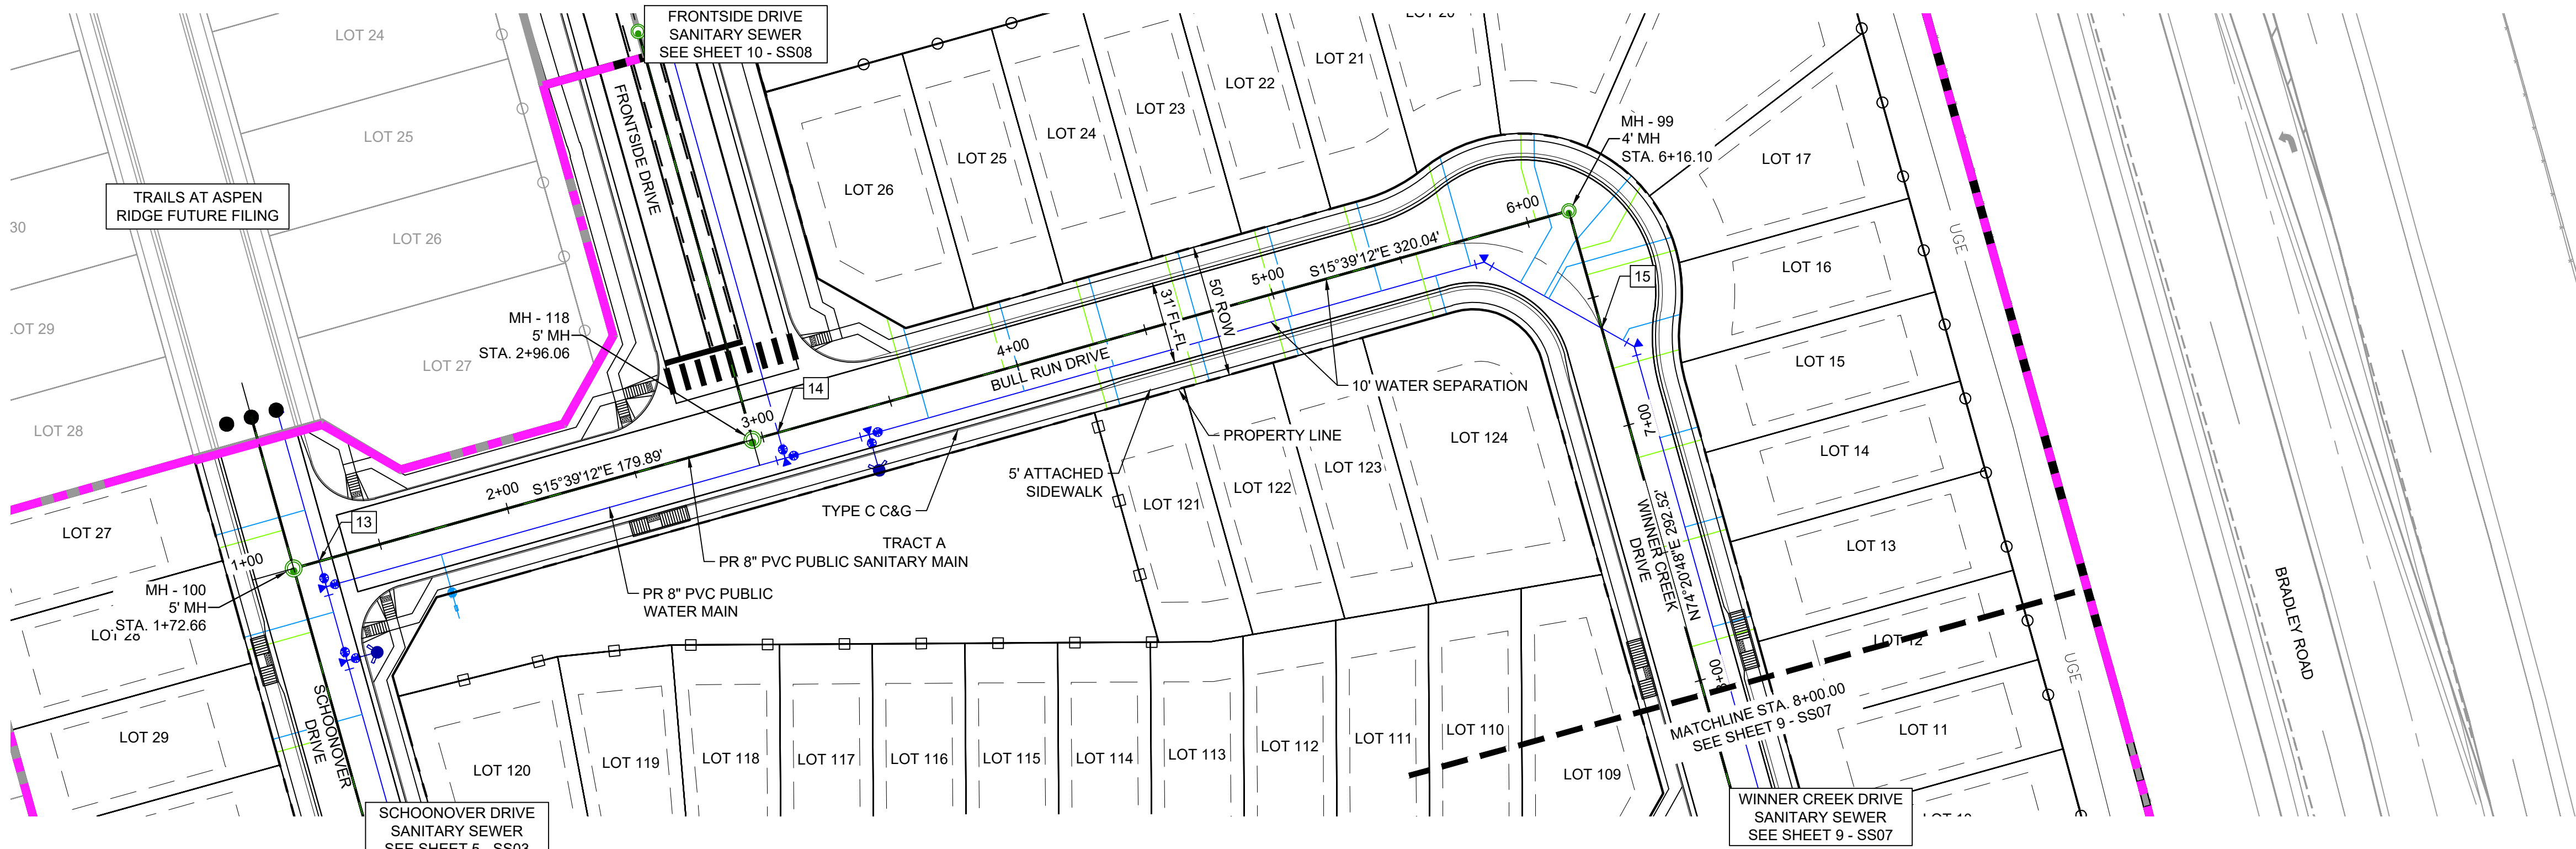 FRONTSIDE DRIVE
SANITARY SEWER
SEE SHEET 10 - SS08
LOT 24
LOT 25
LOT 26
LOT 27
LOT 28
30
LOT 29
TRAILS AT ASPEN
RIDGE FUTURE FILING
FRONTSIDE DRIVE
LOT 26
LOT 25
LOT 24
LOT 23
LOT 22
LOT 21
MH - 99
4' MH
STA. 6+16.10
LOT 17
LOT 16
LOT 15
LOT 14
LOT 13
LOT 12
LOT 11
UGE
UGE
BRADLEY ROAD
MH - 118
5' MH
STA. 2+96.06
14
13
15
1+00
2+00
S15°39'12"E 179.89'
3+00
4+00
BULL RUN DRIVE
31' FL-FL
50' ROW
5+00
S15°39'12"E 320.04'
6+00
7+00
8+00
N74°20'48"E 292.52'
WINNER CREEK
DRIVE
10' WATER SEPARATION
PROPERTY LINE
5' ATTACHED
SIDEWALK
TYPE C C&G
TRACT A
PR 8" PVC PUBLIC SANITARY MAIN
PR 8" PVC PUBLIC
WATER MAIN
LOT 121
LOT 122
LOT 123
LOT 124
LOT 27
MH - 100
5' MH
STA. 1+72.66
LOT 28
LOT 29
SCHOONOVER
DRIVE
LOT 120
LOT 119
LOT 118
LOT 117
LOT 116
LOT 115
LOT 114
LOT 113
LOT 112
LOT 111
LOT 110
LOT 109
MATCHLINE STA. 8+00.00
SEE SHEET 9 - SS07
SCHOONOVER DRIVE
SANITARY SEWER
SEE SHEET 5 - SS03
WINNER CREEK DRIVE
SANITARY SEWER
SEE SHEET 9 - SS07